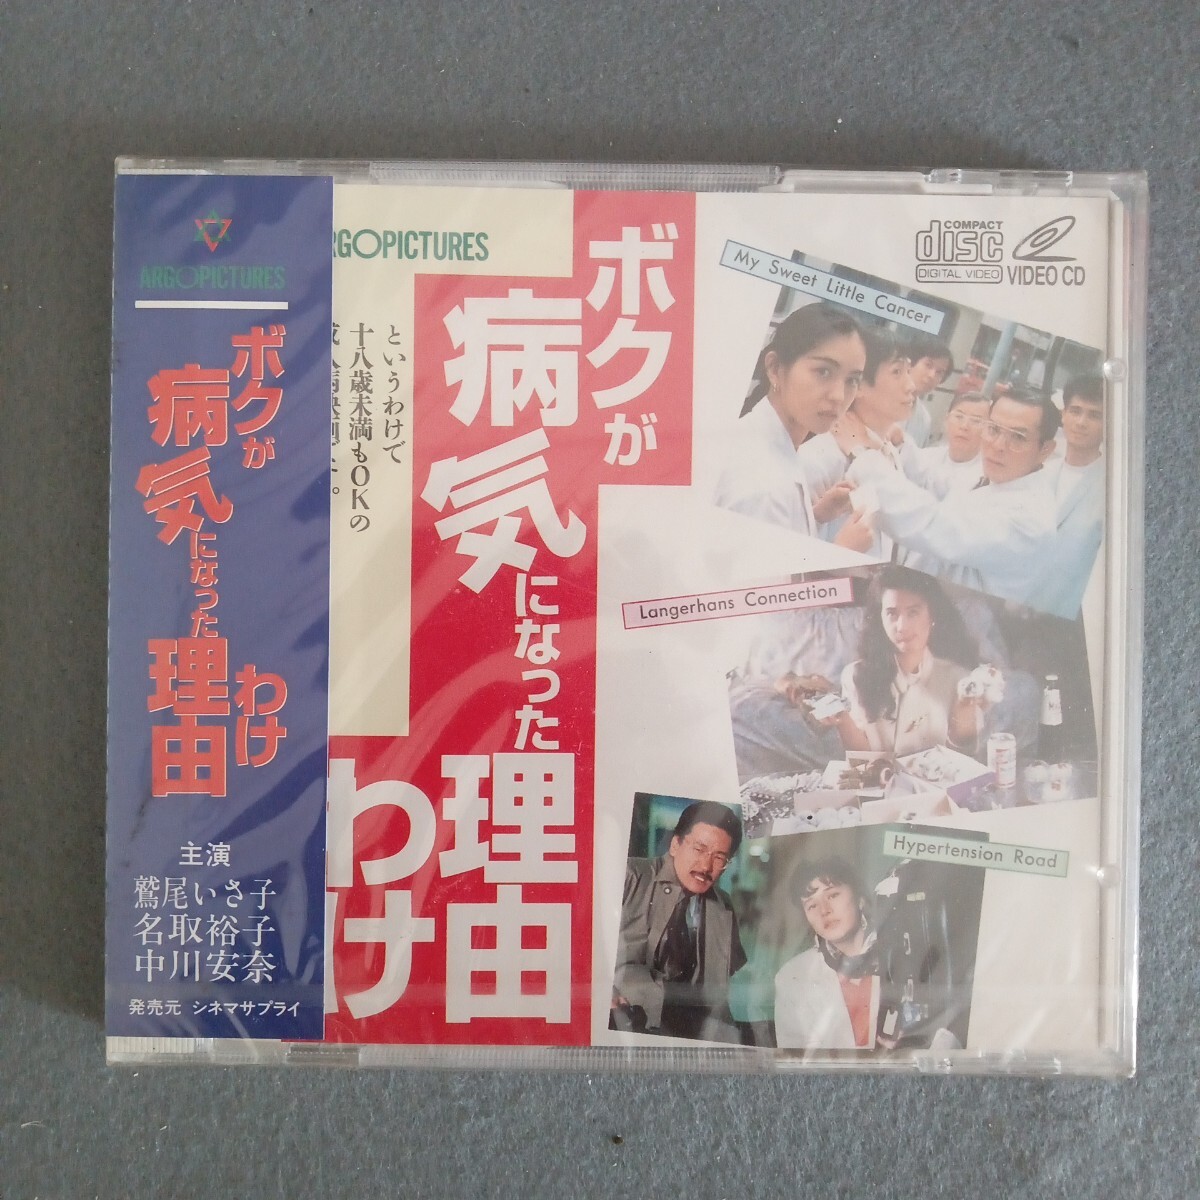 ARGOPICTURES
ボクが
病気になった
理由
わけ
主演
鷲尾いさ子
名取裕子
中川安奈
発売元 シネマサプライ
RGOPICTURES
ボクが
病気になった
理由
わけ
というわけで
十八歳未満もOKの
COMPACT
disc
DIGITAL VIDEO
VIDEO CD
My Sweet Little Cancer
Langerhans Connection
Hypertension Road